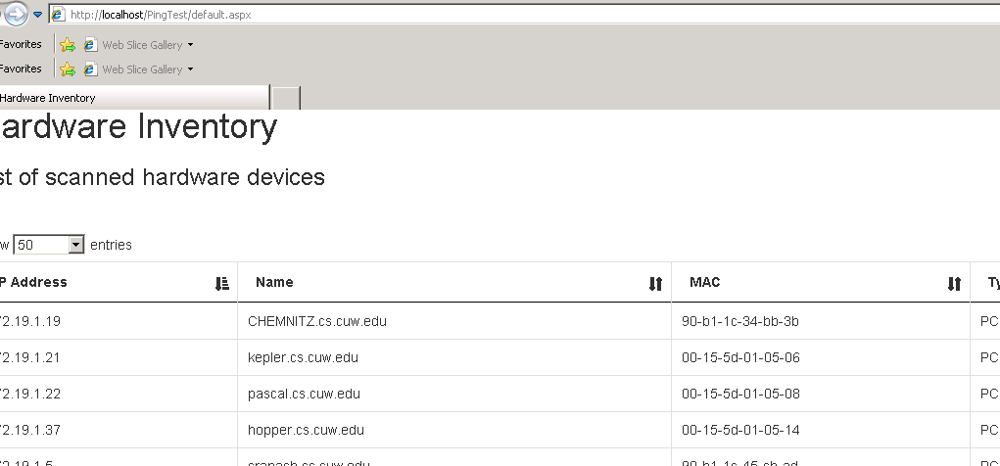 http://localhost/PingTest/default.aspx
Favorites Web Slice Gallery
Favorites Web Slice Gallery
Hardware Inventory
ardware Inventory
st of scanned hardware devices
w 50 entries
P Address Name MAC Ty
72.19.1.19 CHEMNITZ.cs.cuw.edu 90-b1-1c-34-bb-3b PC
72.19.1.21 kepler.cs.cuw.edu 00-15-5d-01-05-06 PC
72.19.1.22 pascal.cs.cuw.edu 00-15-5d-01-05-08 PC
72.19.1.37 hopper.cs.cuw.edu 00-15-5d-01-05-14 PC
72.19.1.5